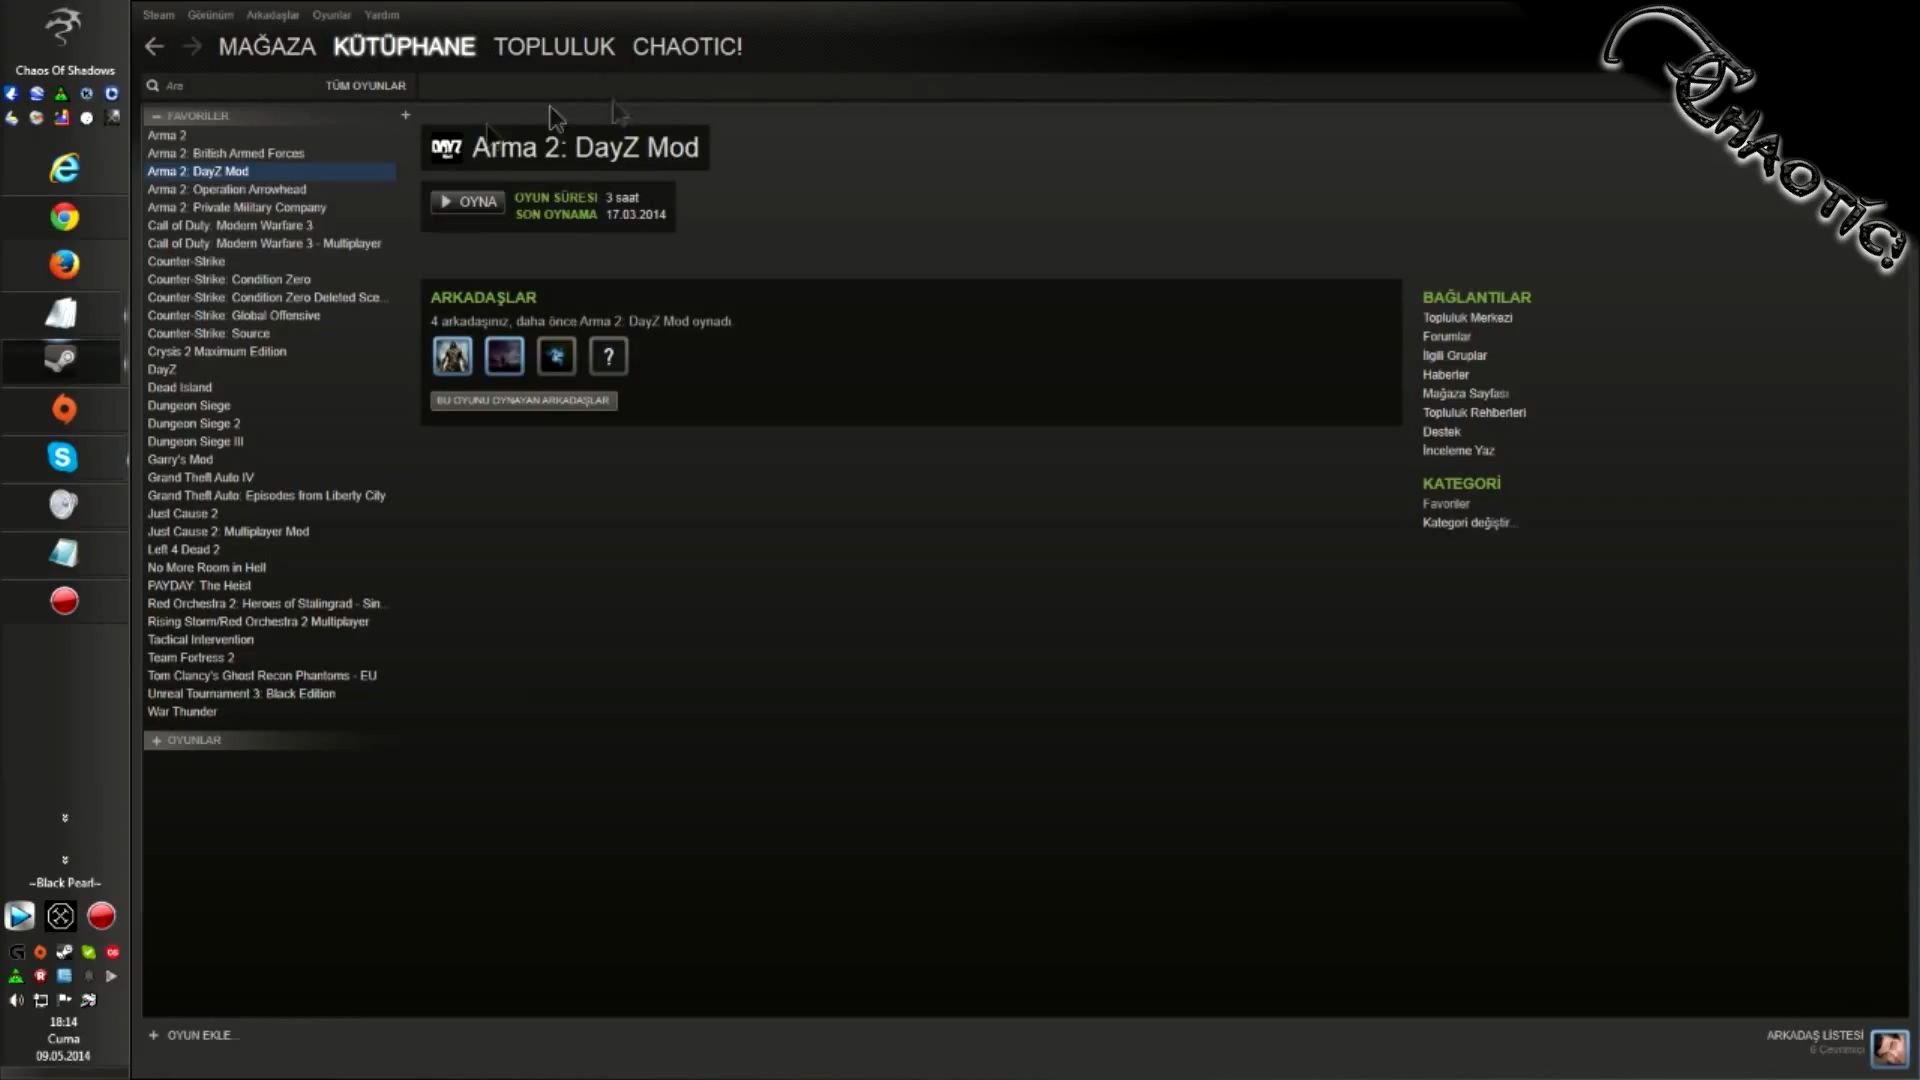 Steam Görünüm Arkadaşlar Oyunlar Yardım
MAĞAZA KÜTÜPHANE TOPLULUK CHAOTIC!
Chaos Of Shadows
Ara TÜM OYUNLAR
FAVORİLER
Arma 2
Arma 2: British Armed Forces
Arma 2: DayZ Mod
Arma 2: Operation Arrowhead
Arma 2: Private Military Company
Call of Duty: Modern Warfare 3
Call of Duty: Modern Warfare 3 - Multiplayer
Counter-Strike
Counter-Strike: Condition Zero
Counter-Strike: Condition Zero Deleted Sce...
Counter-Strike: Global Offensive
Counter-Strike: Source
Crysis 2 Maximum Edition
DayZ
Dead Island
Dungeon Siege
Dungeon Siege 2
Dungeon Siege III
Garry's Mod
Grand Theft Auto IV
Grand Theft Auto: Episodes from Liberty City
Just Cause 2
Just Cause 2: Multiplayer Mod
Left 4 Dead 2
No More Room in Hell
PAYDAY: The Heist
Red Orchestra 2: Heroes of Stalingrad - Sin...
Rising Storm/Red Orchestra 2 Multiplayer
Tactical Intervention
Team Fortress 2
Tom Clancy's Ghost Recon Phantoms - EU
Unreal Tournament 3: Black Edition
War Thunder
OYUNLAR
DAYZ Arma 2: DayZ Mod
OYNA
OYUN SÜRESİ 3 saat
SON OYNAMA 17.03.2014
ARKADAŞLAR
4 arkadaşınız, daha önce Arma 2: DayZ Mod oynadı.
?
BU OYUNU OYNAYAN ARKADAŞLAR
BAĞLANTILAR
Topluluk Merkezi
Forumlar
İlgili Gruplar
Haberler
Mağaza Sayfası
Topluluk Rehberleri
Destek
İnceleme Yaz
KATEGORİ
Favoriler
Kategori değiştir...
CHAOTİC!
~Black Pearl~
18:14
Cuma
09.05.2014
OYUN EKLE...
ARKADAŞ LİSTESİ
6 Çevrimiçi